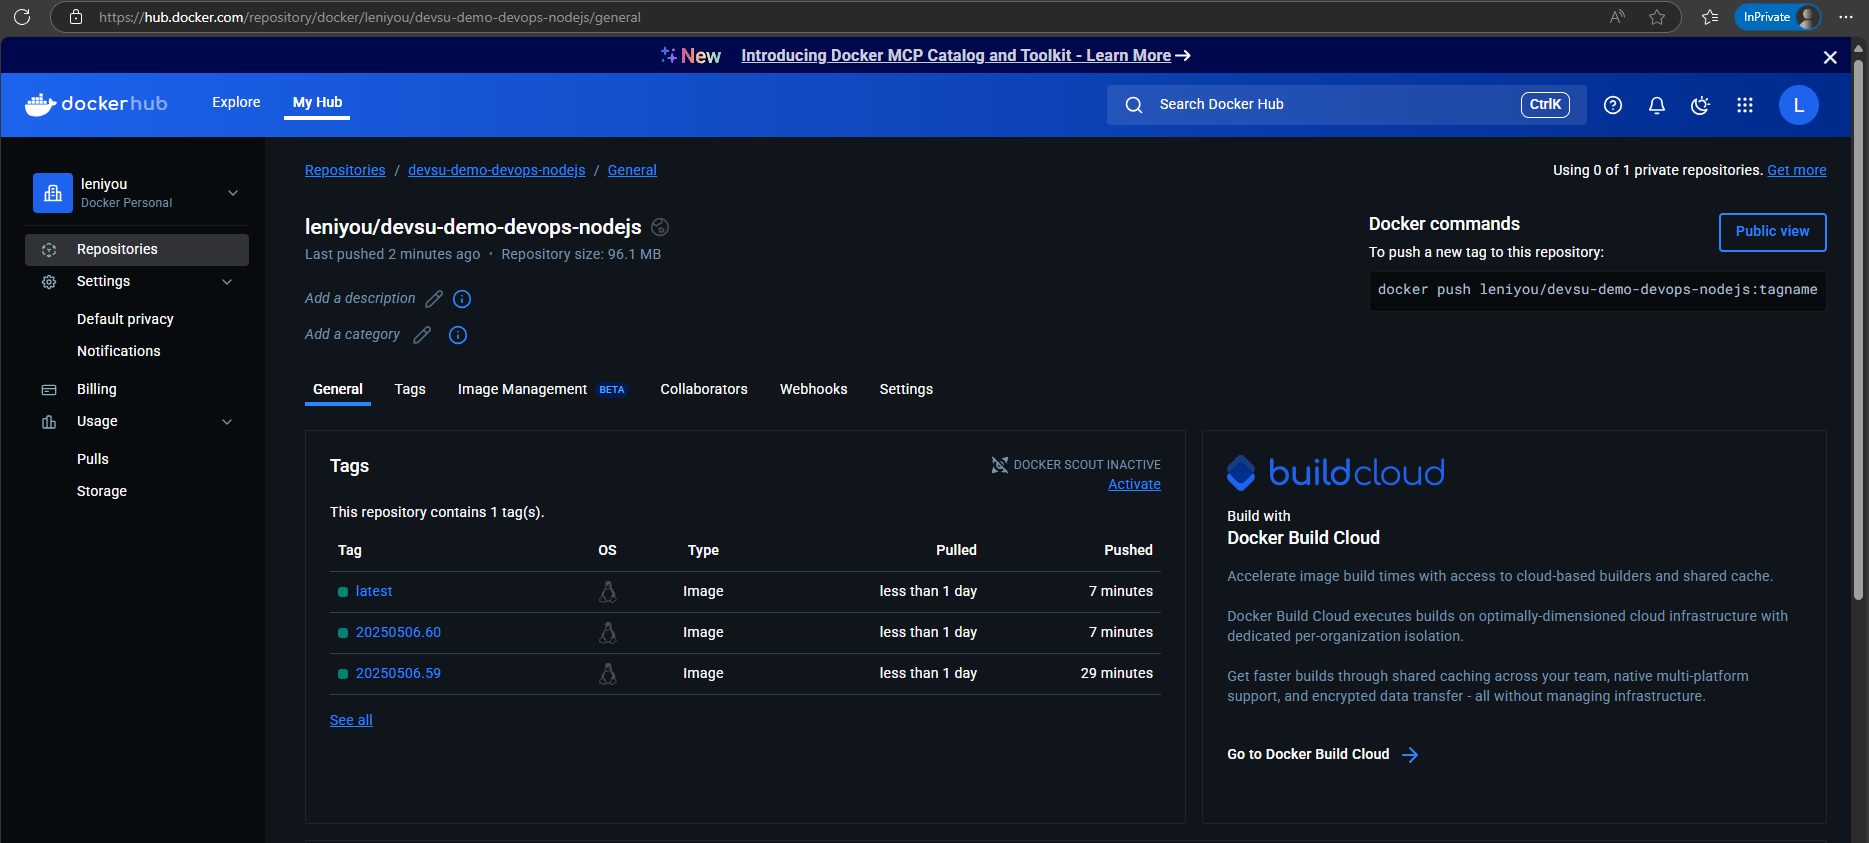 https://hub.docker.com/repository/docker/leniyou/devsu-demo-devops-nodejs/general
InPrivate
New Introducing Docker MCP Catalog and Toolkit - Learn More
dockerhub Explore My Hub Search Docker Hub CtrlK L
leniyou
Docker Personal
Repositories
Settings
Default privacy
Notifications
Billing
Usage
Pulls
Storage
Repositories / devsu-demo-devops-nodejs / General
Using 0 of 1 private repositories. Get more
leniyou/devsu-demo-devops-nodejs
Last pushed 2 minutes ago • Repository size: 96.1 MB
Add a description
Add a category
Docker commands
Public view
To push a new tag to this repository:
docker push leniyou/devsu-demo-devops-nodejs:tagname
General Tags Image Management BETA Collaborators Webhooks Settings
Tags
DOCKER SCOUT INACTIVE
Activate
This repository contains 1 tag(s).
Tag OS Type Pulled Pushed
latest Image less than 1 day 7 minutes
20250506.60 Image less than 1 day 7 minutes
20250506.59 Image less than 1 day 29 minutes
See all
buildcloud
Build with
Docker Build Cloud
Accelerate image build times with access to cloud-based builders and shared cache.
Docker Build Cloud executes builds on optimally-dimensioned cloud infrastructure with
dedicated per-organization isolation.
Get faster builds through shared caching across your team, native multi-platform
support, and encrypted data transfer - all without managing infrastructure.
Go to Docker Build Cloud